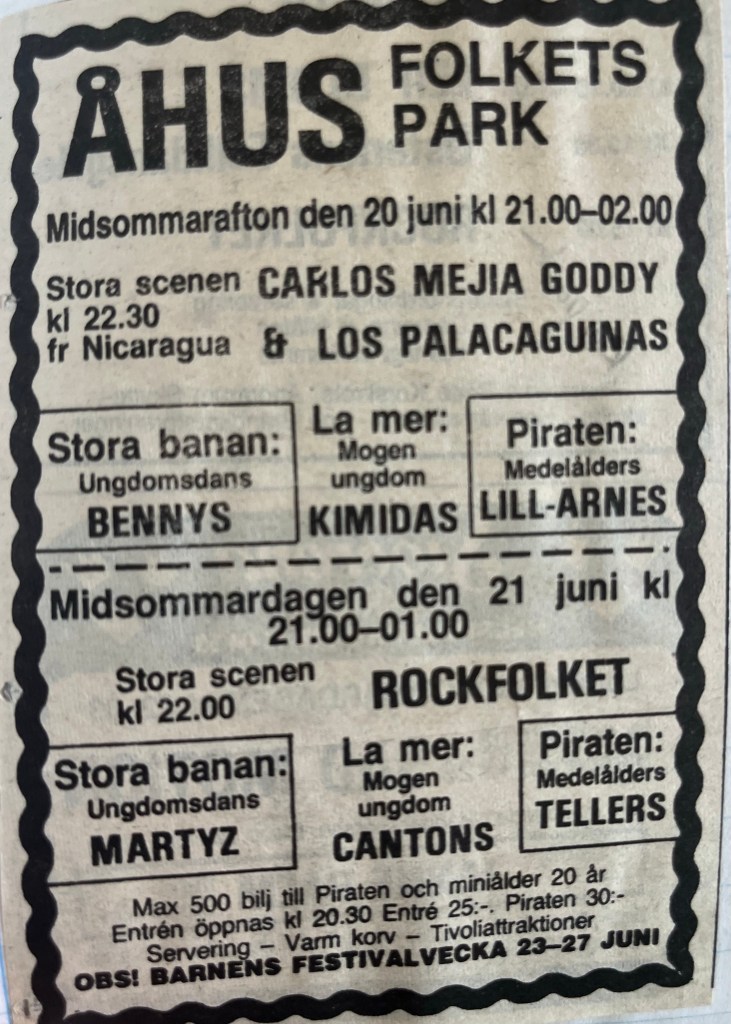 ÅHUS FOLKETS
PARK
Midsommarafton den 20 juni kl 21.00–02.00
Stora scenen CARLOS MEJIA GODDY
kl 22.30
fr Nicaragua & LOS PALACAGUINAS
Stora banan:
Ungdomsdans
BENNYS
La mer:
Mogen
ungdom
KIMIDAS
Piraten:
Medelålders
LILL-ARNES
Midsommardagen den 21 juni kl
21.00–01.00
Stora scenen
kl 22.00
ROCKFOLKET
Stora banan:
Ungdomsdans
MARTYZ
La mer:
Mogen
ungdom
CANTONS
Piraten:
Medelålders
TELLERS
Max 500 bilj till Piraten och miniålder 20 år
Entrén öppnas kl 20.30 Entré 25:-. Piraten 30:-
Servering – Varm korv – Tivoliattraktioner
OBS! BARNENS FESTIVALVECKA 23–27 JUNI